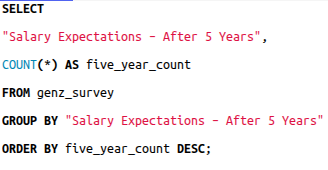 SELECT
"Salary Expectations - After 5 Years",
COUNT(*) AS five_year_count
FROM genz_survey
GROUP BY "Salary Expectations - After 5 Years"
ORDER BY five_year_count DESC;